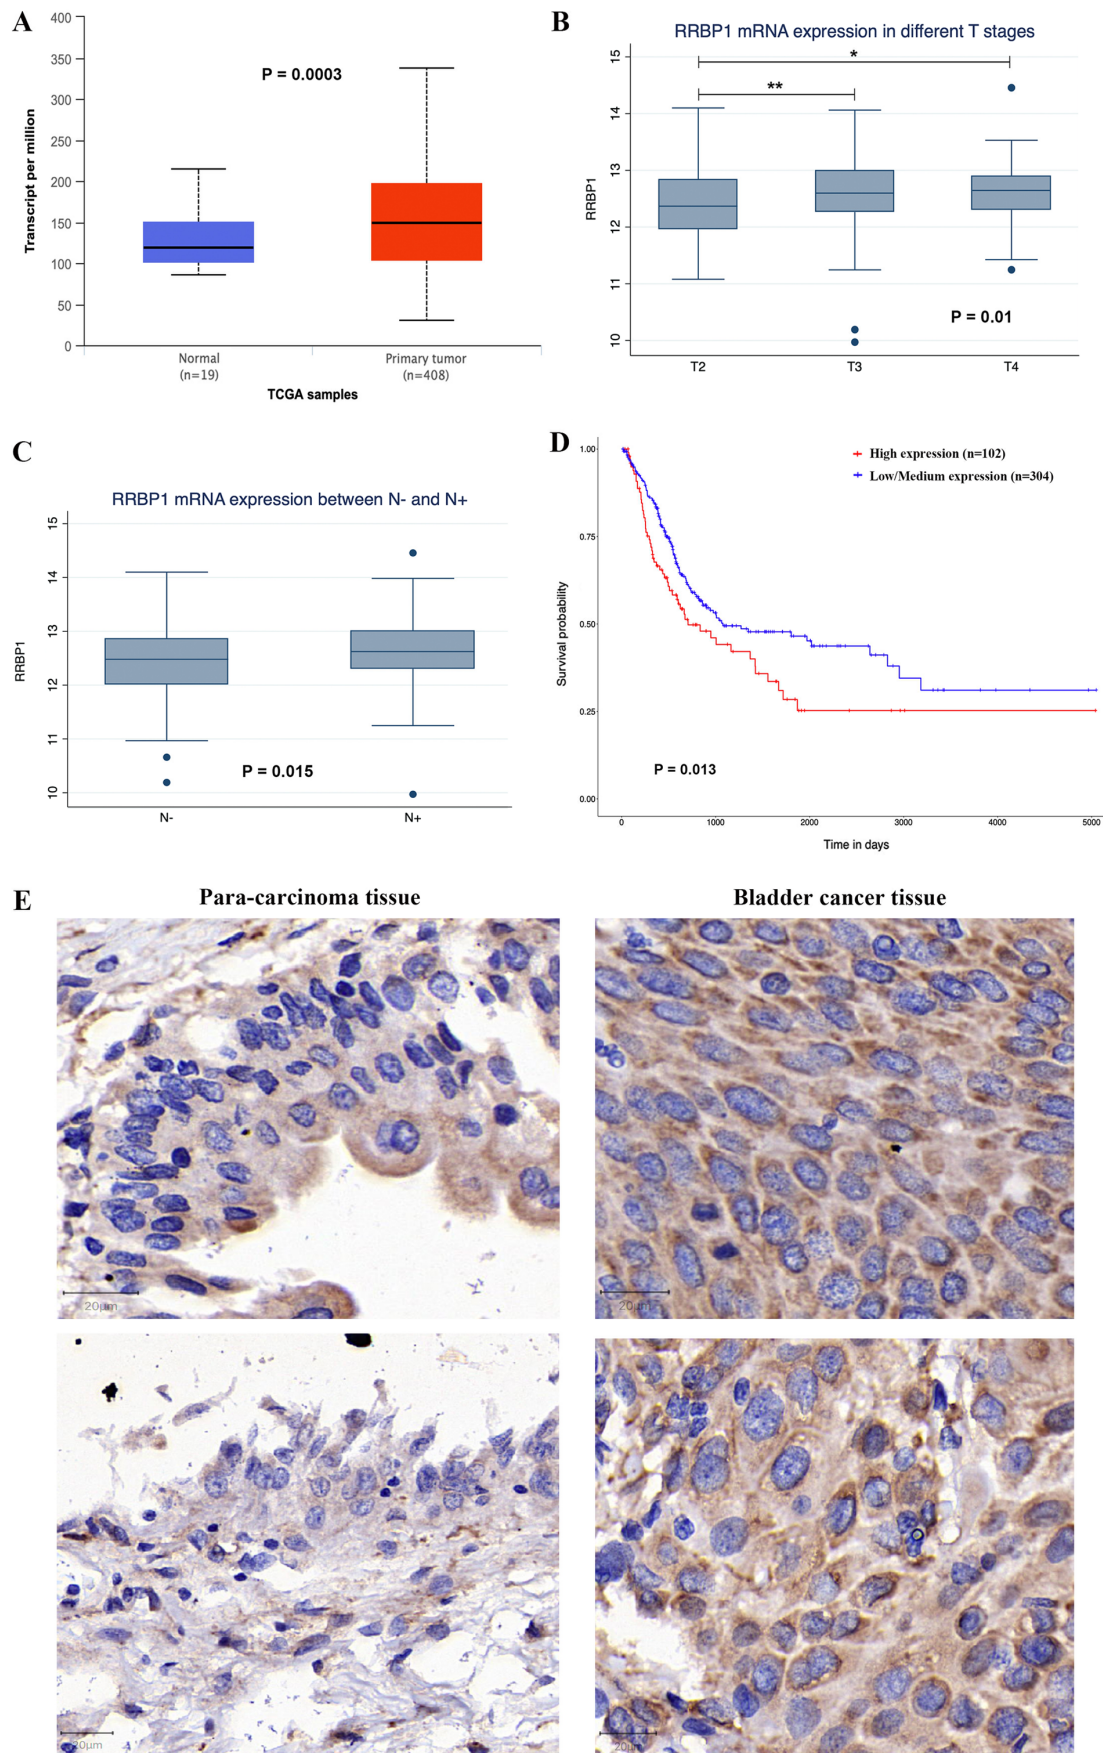 A
400
350
300
250
200
150
100
50
0
Transcript per million
P = 0.0003
Normal
(n=19)
Primary tumor
(n=408)
TCGA samples
B
RRBP1 mRNA expression in different T stages
15
14
13
12
11
10
RRBP1
*
**
P = 0.01
T2
T3
T4
C
RRBP1 mRNA expression between N- and N+
15
14
13
12
11
10
RRBP1
P = 0.015
N-
N+
D
1.00
0.75
0.50
0.25
0.00
Survival probability
High expression (n=102)
Low/Medium expression (n=304)
P = 0.013
0
1000
2000
3000
4000
5000
Time in days
E
Para-carcinoma tissue
Bladder cancer tissue
20μm
20μm
20μm
20μm